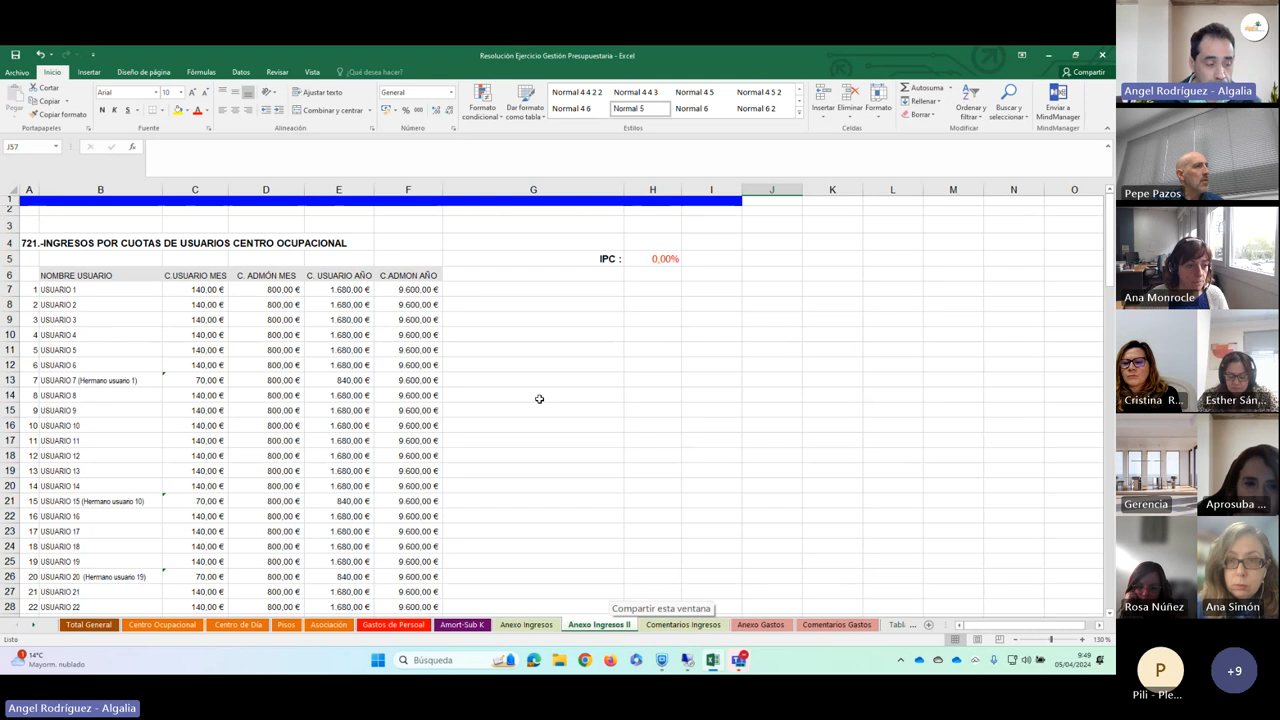 Resolución Ejercicio Gestión Presupuestaria - Excel
Archivo Inicio Insertar Diseño de página Fórmulas Datos Revisar Vista ¿Qué desea hacer? Compartir
Cortar
Copiar
Copiar formato
Pegar
Portapapeles
Arial 10
N K S
Fuente
Ajustar texto
Combinar y centrar
Alineación
General
Número
Formato condicional
Dar formato como tabla
Normal 4 4 2 2 Normal 4 4 3 Normal 4 5 Normal 4 5 2
Normal 4 6 Normal 5 Normal 6 Normal 6 2
Estilos
Insertar Eliminar Formato
Celdas
Autosuma
Rellenar
Borrar
Ordenar y filtrar
Buscar y seleccionar
Modificar
Enviar a MindManager
MindManager
J57
fx
A B C D E F G H I J K L M N O
1
2
3
4 721.-INGRESOS POR CUOTAS DE USUARIOS CENTRO OCUPACIONAL
5 IPC : 0,00%
6 NOMBRE USUARIO C.USUARIO MES C. ADMÓN MES C. USUARIO AÑO C.ADMON AÑO
7 1 USUARIO 1 140,00 € 800,00 € 1.680,00 € 9.600,00 €
8 2 USUARIO 2 140,00 € 800,00 € 1.680,00 € 9.600,00 €
9 3 USUARIO 3 140,00 € 800,00 € 1.680,00 € 9.600,00 €
10 4 USUARIO 4 140,00 € 800,00 € 1.680,00 € 9.600,00 €
11 5 USUARIO 5 140,00 € 800,00 € 1.680,00 € 9.600,00 €
12 6 USUARIO 6 140,00 € 800,00 € 1.680,00 € 9.600,00 €
13 7 USUARIO 7 (Hermano usuario 1) 70,00 € 800,00 € 840,00 € 9.600,00 €
14 8 USUARIO 8 140,00 € 800,00 € 1.680,00 € 9.600,00 €
15 9 USUARIO 9 140,00 € 800,00 € 1.680,00 € 9.600,00 €
16 10 USUARIO 10 140,00 € 800,00 € 1.680,00 € 9.600,00 €
17 11 USUARIO 11 140,00 € 800,00 € 1.680,00 € 9.600,00 €
18 12 USUARIO 12 140,00 € 800,00 € 1.680,00 € 9.600,00 €
19 13 USUARIO 13 140,00 € 800,00 € 1.680,00 € 9.600,00 €
20 14 USUARIO 14 140,00 € 800,00 € 1.680,00 € 9.600,00 €
21 15 USUARIO 15 (Hermano usuario 10) 70,00 € 800,00 € 840,00 € 9.600,00 €
22 16 USUARIO 16 140,00 € 800,00 € 1.680,00 € 9.600,00 €
23 17 USUARIO 17 140,00 € 800,00 € 1.680,00 € 9.600,00 €
24 18 USUARIO 18 140,00 € 800,00 € 1.680,00 € 9.600,00 €
25 19 USUARIO 19 140,00 € 800,00 € 1.680,00 € 9.600,00 €
26 20 USUARIO 20 (Hermano usuario 19) 70,00 € 800,00 € 840,00 € 9.600,00 €
27 21 USUARIO 21 140,00 € 800,00 € 1.680,00 € 9.600,00 €
28 22 USUARIO 22 140,00 € 800,00 € 1.680,00 € 9.600,00 €
Compartir esta ventana
Total General Centro Ocupacional Centro de Día Pisos Asociación Gastos de Persoal Amort-Sub K Anexo Ingresos Anexo Ingresos II Comentarios Ingresos Anexo Gastos Comentarios Gastos Tabl ...
Listo
130 %
14°C
Mayorm. nublado
Búsqueda
9:49
05/04/2024
Angel Rodríguez - Algalia
Angel Rodríguez - Algalia
Pepe Pazos
Ana Monrocle
Cristina R... Esther Sán...
Gerencia Aprosuba ...
Rosa Núñez Ana Simón
P +9
Pili - Ple...